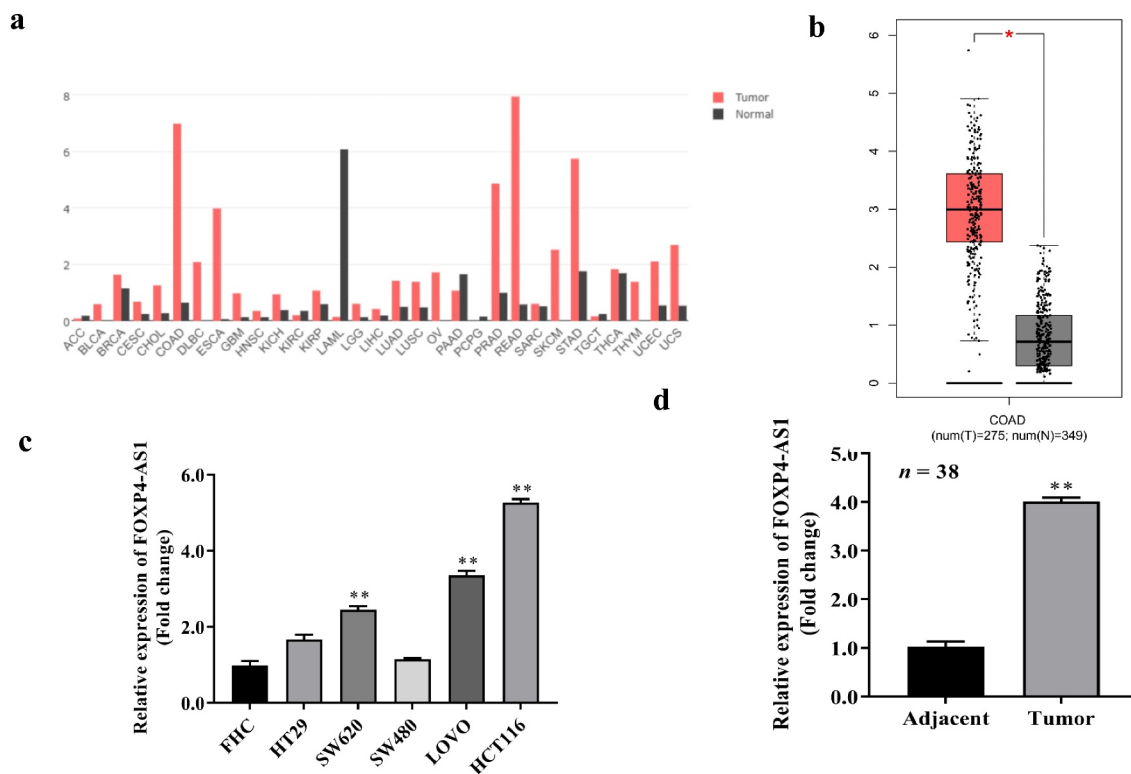 a
8
6
4
2
0
Tumor
Normal
ACC
BLCA
BRCA
CESC
CHOL
COAD
DLBC
ESCA
GBM
HNSC
KICH
KIRC
KIRP
LAML
LGG
LIHC
LUAD
LUSC
OV
PAAD
PCPG
PRAD
READ
SARC
SKCM
STAD
TGCT
THCA
THYM
UCEC
UCS
b
6
5
4
3
2
1
0
*
COAD
(num(T)=275; num(N)=349)
c
Relative expression of FOXP4-AS1
(Fold change)
6.0
4.0
2.0
0.0
**
**
**
FHC
HT29
SW620
SW480
LOVO
HCT116
d
Relative expression of FOXP4-AS1
(Fold change)
5.0
4.0
3.0
2.0
1.0
0.0
n = 38
**
Adjacent
Tumor